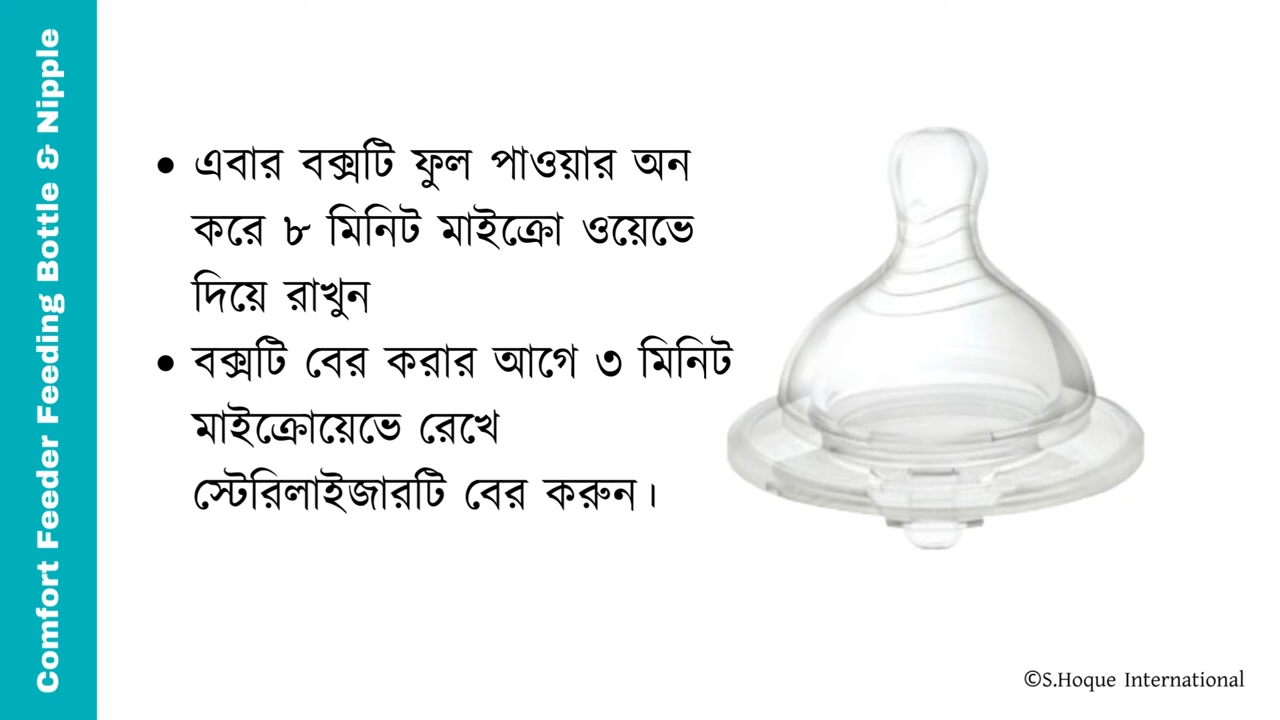 Comfort Feeder Feeding Bottle & Nipple
• এবার বক্সটি ফুল পাওয়ার অন
করে ৮ মিনিট মাইক্রো ওয়েভে
দিয়ে রাখুন
• বক্সটি বের করার আগে ৩ মিনিট
মাইক্রোয়েভে রেখে
স্টেরিলাইজারটি বের করুন।
©S.Hoque International